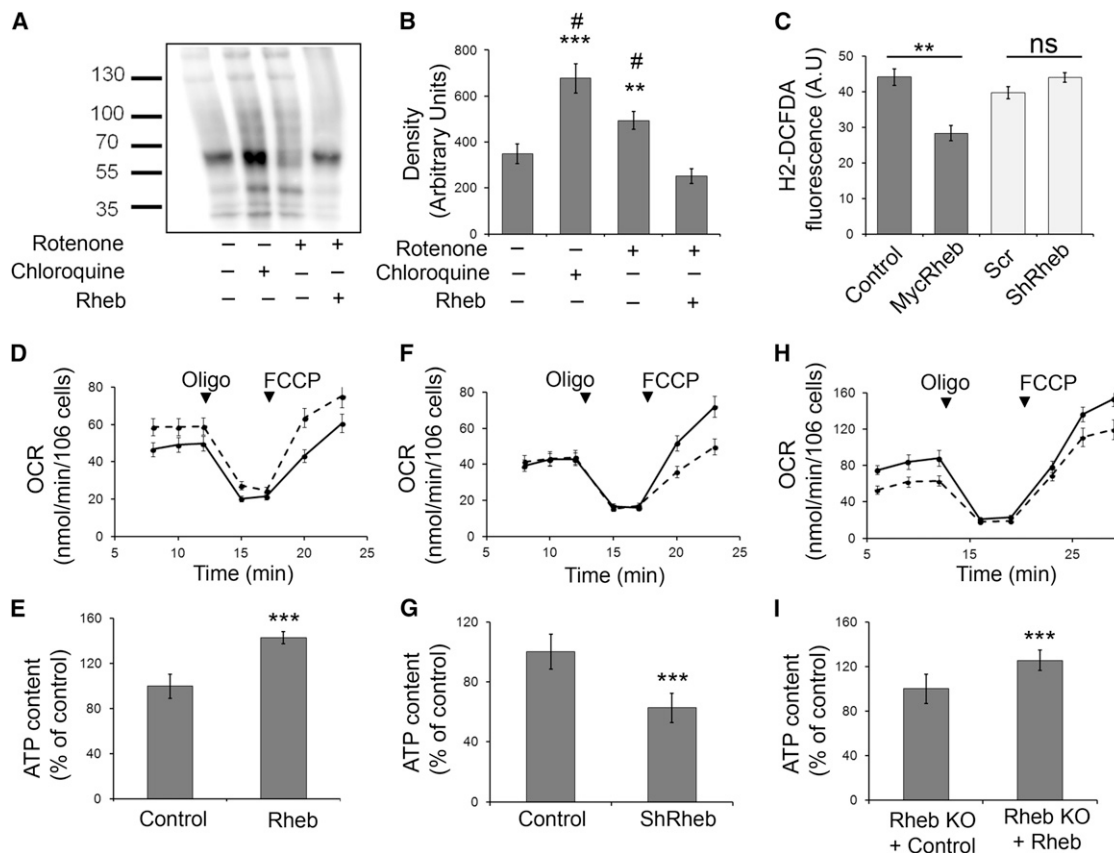 A
130
100
70
55
35
Rotenone – – + +
Chloroquine – + – –
Rheb – – – +
B
Density
(Arbitrary Units)
800
600
400
200
0
#
***
#
**
Rotenone – – + +
Chloroquine – + – –
Rheb – – – +
C
H2-DCFDA
fluorescence (A.U)
50
40
30
20
10
0
**
ns
Control
MycRheb
Scr
ShRheb
D
OCR
(nmol/min/106 cells)
80
60
40
20
0
Oligo
FCCP
5 10 15 20 25
Time (min)
F
OCR
(nmol/min/106 cells)
80
60
40
20
0
Oligo
FCCP
5 10 15 20 25
Time (min)
H
OCR
(nmol/min/106 cells)
160
120
80
40
0
Oligo
FCCP
5 15 25
Time (min)
E
ATP content
(% of control)
160
120
80
40
0
***
Control
Rheb
G
ATP content
(% of control)
120
80
40
0
***
Control
ShRheb
I
ATP content
(% of control)
160
120
80
40
0
***
Rheb KO
+ Control
Rheb KO
+ Rheb